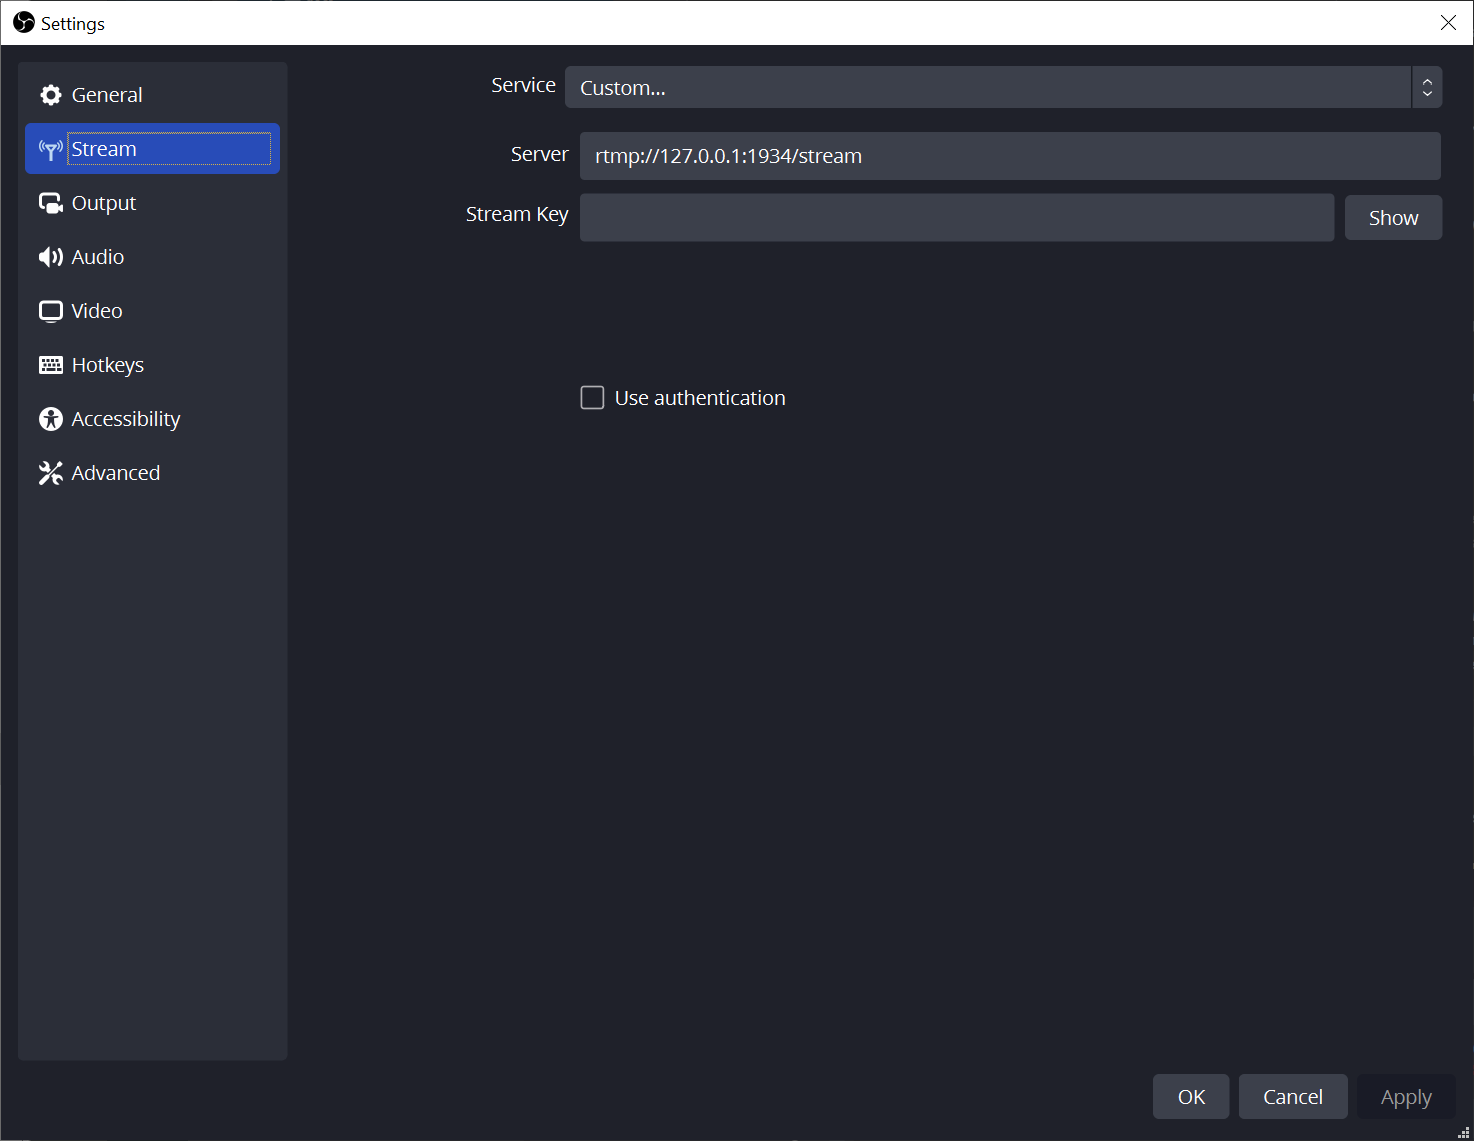 Settings
General
Stream
Output
Audio
Video
Hotkeys
Accessibility
Advanced
Service
Custom...
Server
rtmp://127.0.0.1:1934/stream
Stream Key
Show
Use authentication
OK
Cancel
Apply